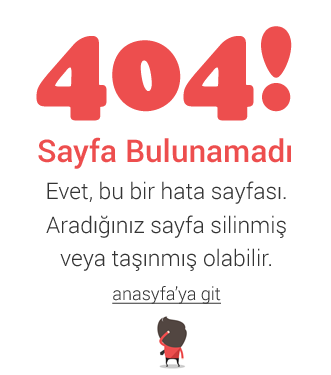 404!
Sayfa Bulunamadı
Evet, bu bir hata sayfası.
Aradığınız sayfa silinmiş
veya taşınmış olabilir.
anasyfa'ya git